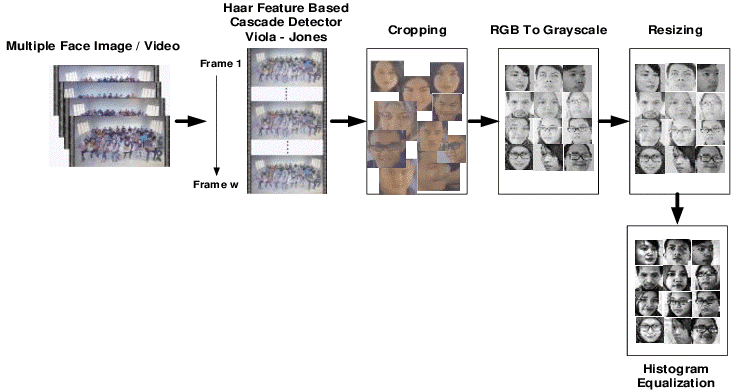 Multiple Face Image / Video
Haar Feature Based
Cascade Detector
Viola - Jones
Frame 1
Frame w
Cropping
RGB To Grayscale
Resizing
Histogram
Equalization